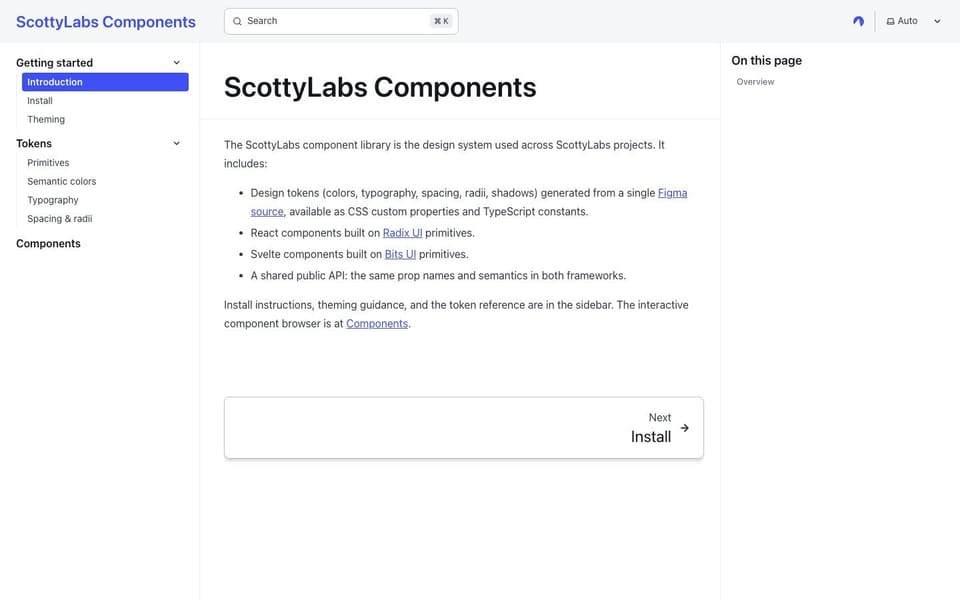 ScottyLabs Components
Search
⌘ K
Auto
Getting started
Introduction
Install
Theming
Tokens
Primitives
Semantic colors
Typography
Spacing & radii
Components
ScottyLabs Components
The ScottyLabs component library is the design system used across ScottyLabs projects. It
includes:
• Design tokens (colors, typography, spacing, radii, shadows) generated from a single Figma
source, available as CSS custom properties and TypeScript constants.
• React components built on Radix UI primitives.
• Svelte components built on Bits UI primitives.
• A shared public API: the same prop names and semantics in both frameworks.
Install instructions, theming guidance, and the token reference are in the sidebar. The interactive
component browser is at Components.
Next
Install
On this page
Overview